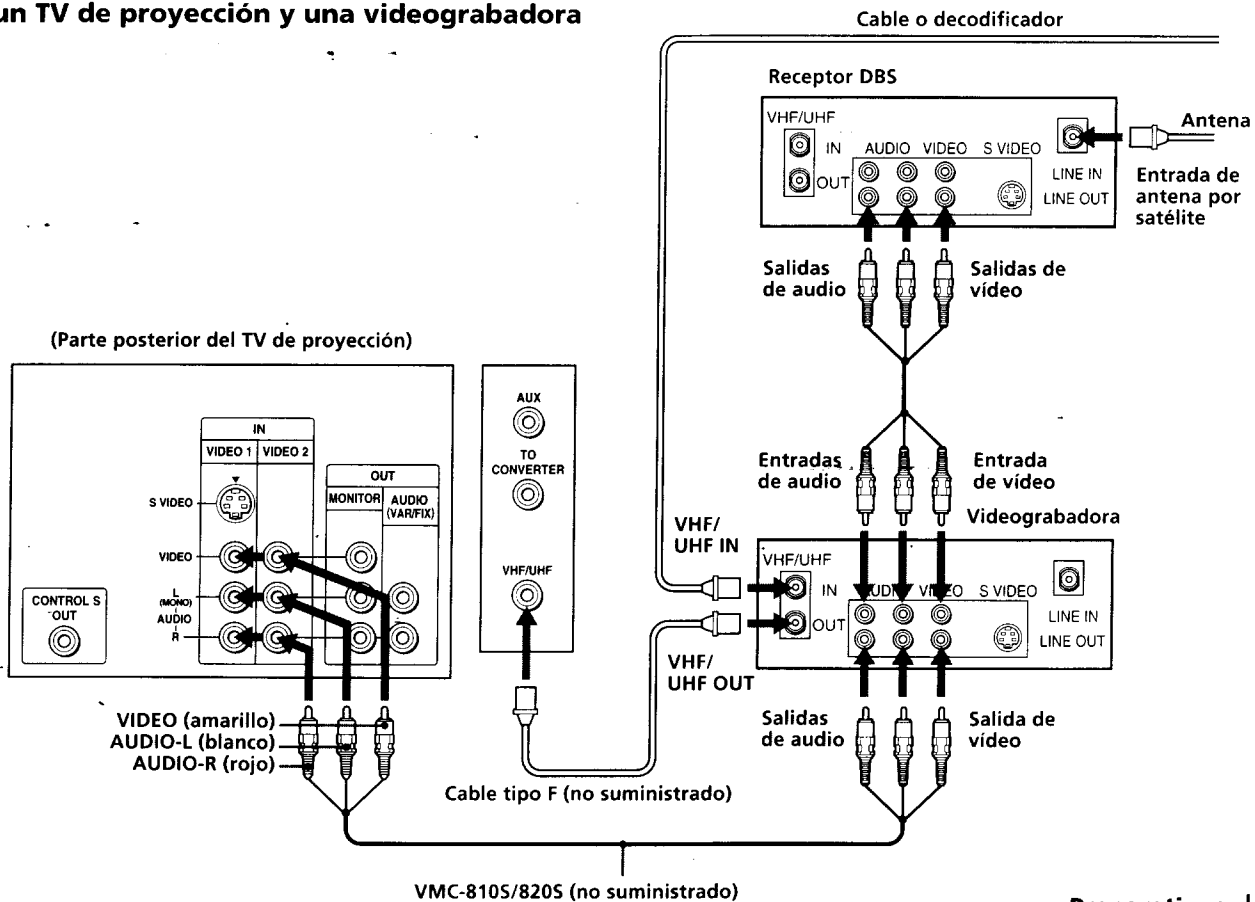 un TV de proyección y una videograbadora
Cable o decodificador
Receptor DBS
VHF/UHF
IN
OUT
AUDIO VIDEO S VIDEO
LINE IN
LINE OUT
Antena
Entrada de
antena por
satélite
Salidas
de audio
Salidas de
vídeo
(Parte posterior del TV de proyección)
IN
VIDEO 1 VIDEO 2
S VIDEO
VIDEO
L
(MONO)
AUDIO
R
OUT
MONITOR
AUDIO
(VAR/FIX)
CONTROL S
OUT
AUX
TO
CONVERTER
VHF/UHF
Entradas
de audio
Entrada
de vídeo
Videograbadora
VHF/
UHF IN
VHF/UHF
IN
OUT
AUDIO VIDEO S VIDEO
LINE IN
LINE OUT
VHF/
UHF OUT
Salidas
de audio
Salida de
vídeo
VIDEO (amarillo)
AUDIO-L (blanco)
AUDIO-R (rojo)
Cable tipo F (no suministrado)
VMC-810S/820S (no suministrado)